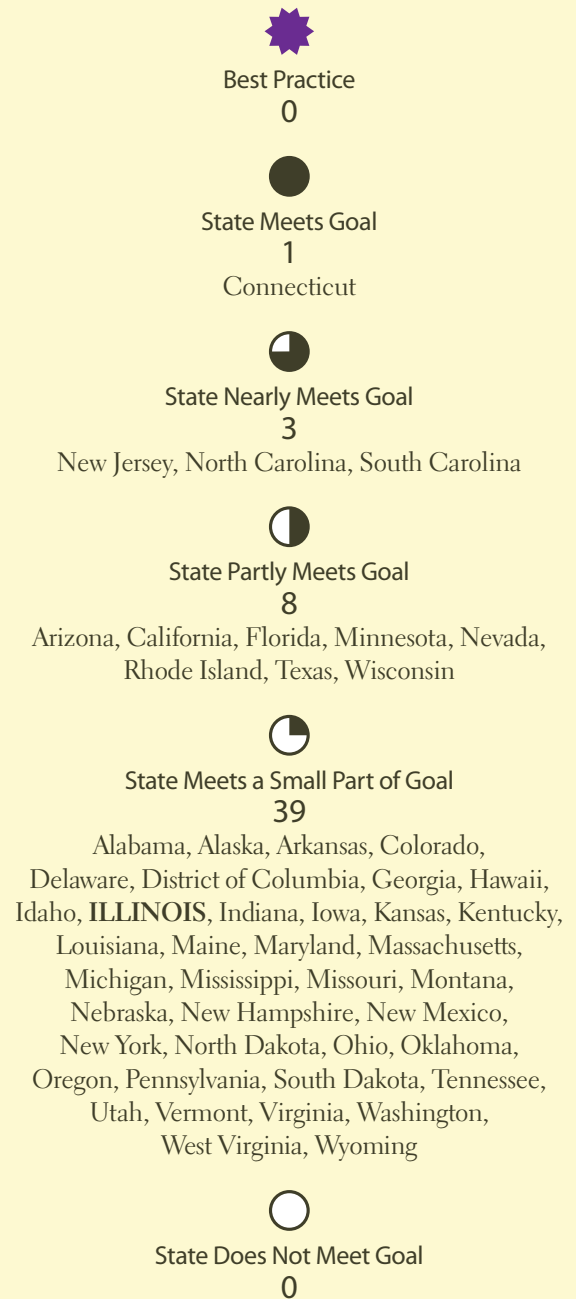 Best Practice
0
State Meets Goal
1
Connecticut
State Nearly Meets Goal
3
New Jersey, North Carolina, South Carolina
State Partly Meets Goal
8
Arizona, California, Florida, Minnesota, Nevada,
Rhode Island, Texas, Wisconsin
State Meets a Small Part of Goal
39
Alabama, Alaska, Arkansas, Colorado,
Delaware, District of Columbia, Georgia, Hawaii,
Idaho, ILLINOIS, Indiana, Iowa, Kansas, Kentucky,
Louisiana, Maine, Maryland, Massachusetts,
Michigan, Mississippi, Missouri, Montana,
Nebraska, New Hampshire, New Mexico,
New York, North Dakota, Ohio, Oklahoma,
Oregon, Pennsylvania, South Dakota, Tennessee,
Utah, Vermont, Virginia, Washington,
West Virginia, Wyoming
State Does Not Meet Goal
0